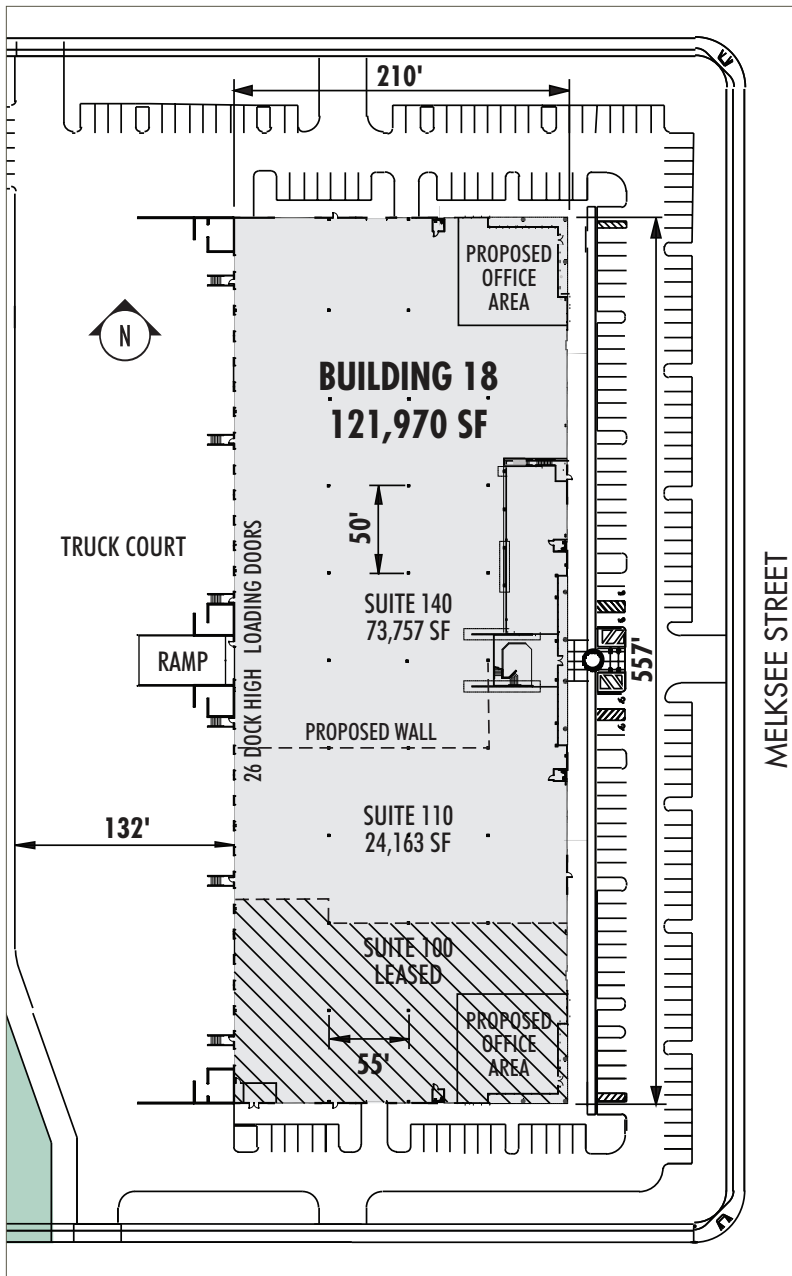 210'
PROPOSED
OFFICE
AREA
N
BUILDING 18
121,970 SF
50'
TRUCK COURT
26 DOCK HIGH LOADING DOORS
SUITE 140
73,757 SF
RAMP
557'
MELKSEE STREET
PROPOSED WALL
SUITE 110
24,163 SF
132'
SUITE 100
LEASED
PROPOSED
OFFICE
AREA
55'